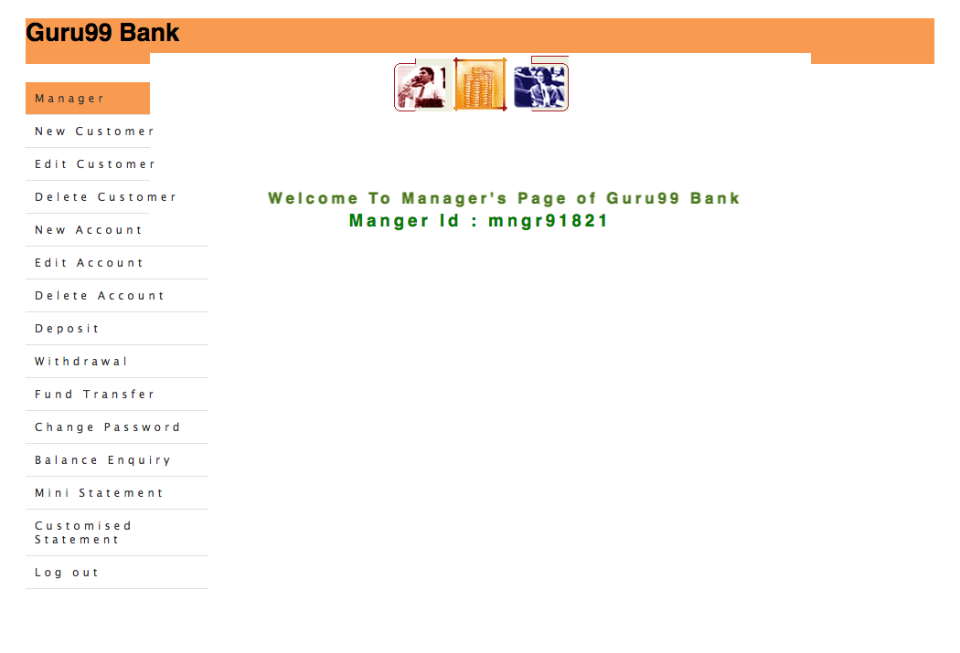 Guru99 Bank
Manager
New Customer
Edit Customer
Delete Customer
New Account
Edit Account
Delete Account
Deposit
Withdrawal
Fund Transfer
Change Password
Balance Enquiry
Mini Statement
Customised
Statement
Log out
Welcome To Manager's Page of Guru99 Bank
Manger Id : mngr91821